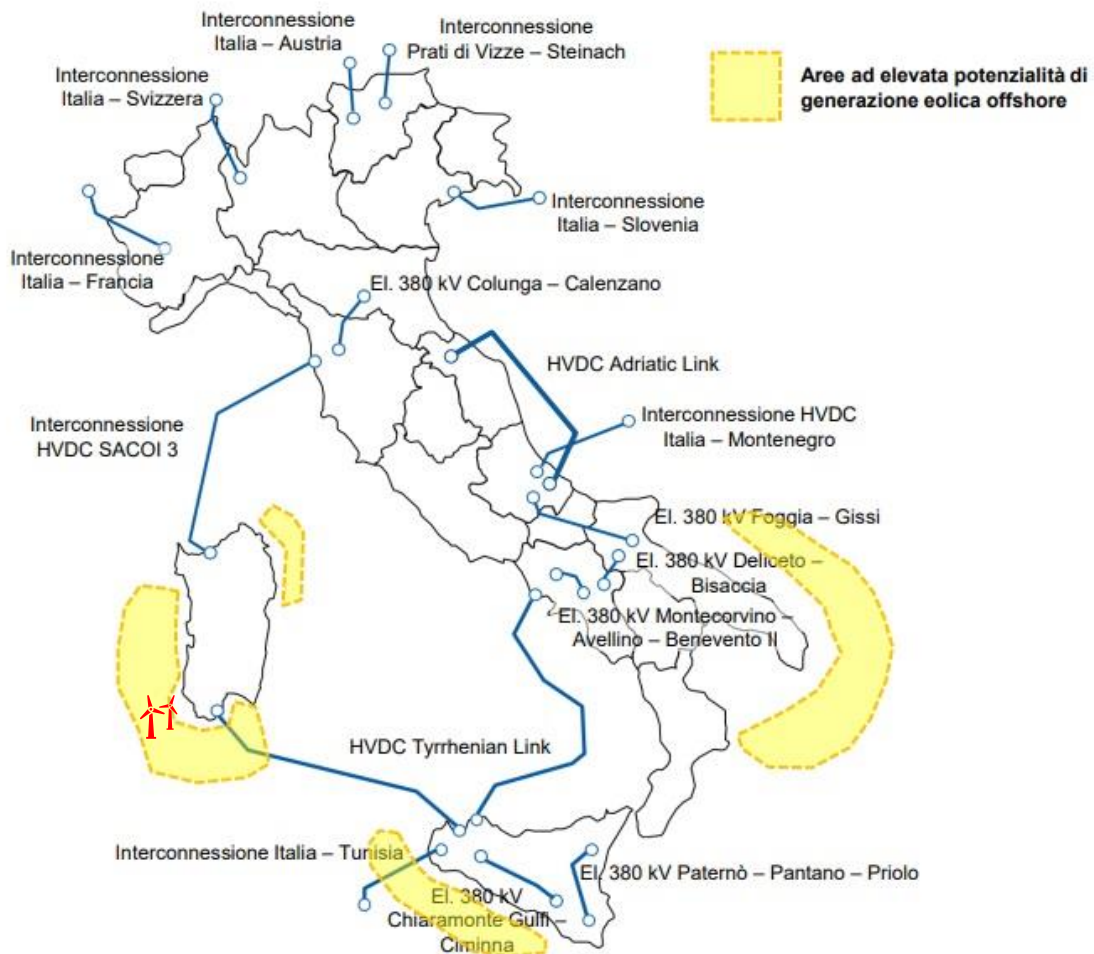 Interconnessione
Italia – Austria
Interconnessione
Prati di Vizze – Steinach
Interconnessione
Italia – Svizzera
Aree ad elevata potenzialità di
generazione eolica offshore
Interconnessione
Italia – Slovenia
Interconnessione
Italia – Francia
El. 380 kV Colunga – Calenzano
HVDC Adriatic Link
Interconnessione
HVDC SACOI 3
Interconnessione HVDC
Italia – Montenegro
El. 380 kV Foggia – Gissi
El. 380 kV Deliceto –
Bisaccia
El. 380 kV Montecorvino –
Avellino – Benevento II
HVDC Tyrrhenian Link
Interconnessione Italia – Tunisia
El. 380 kV Paternò – Pantano – Priolo
El. 380 kV
Chiaramonte Gulfi –
Ciminna